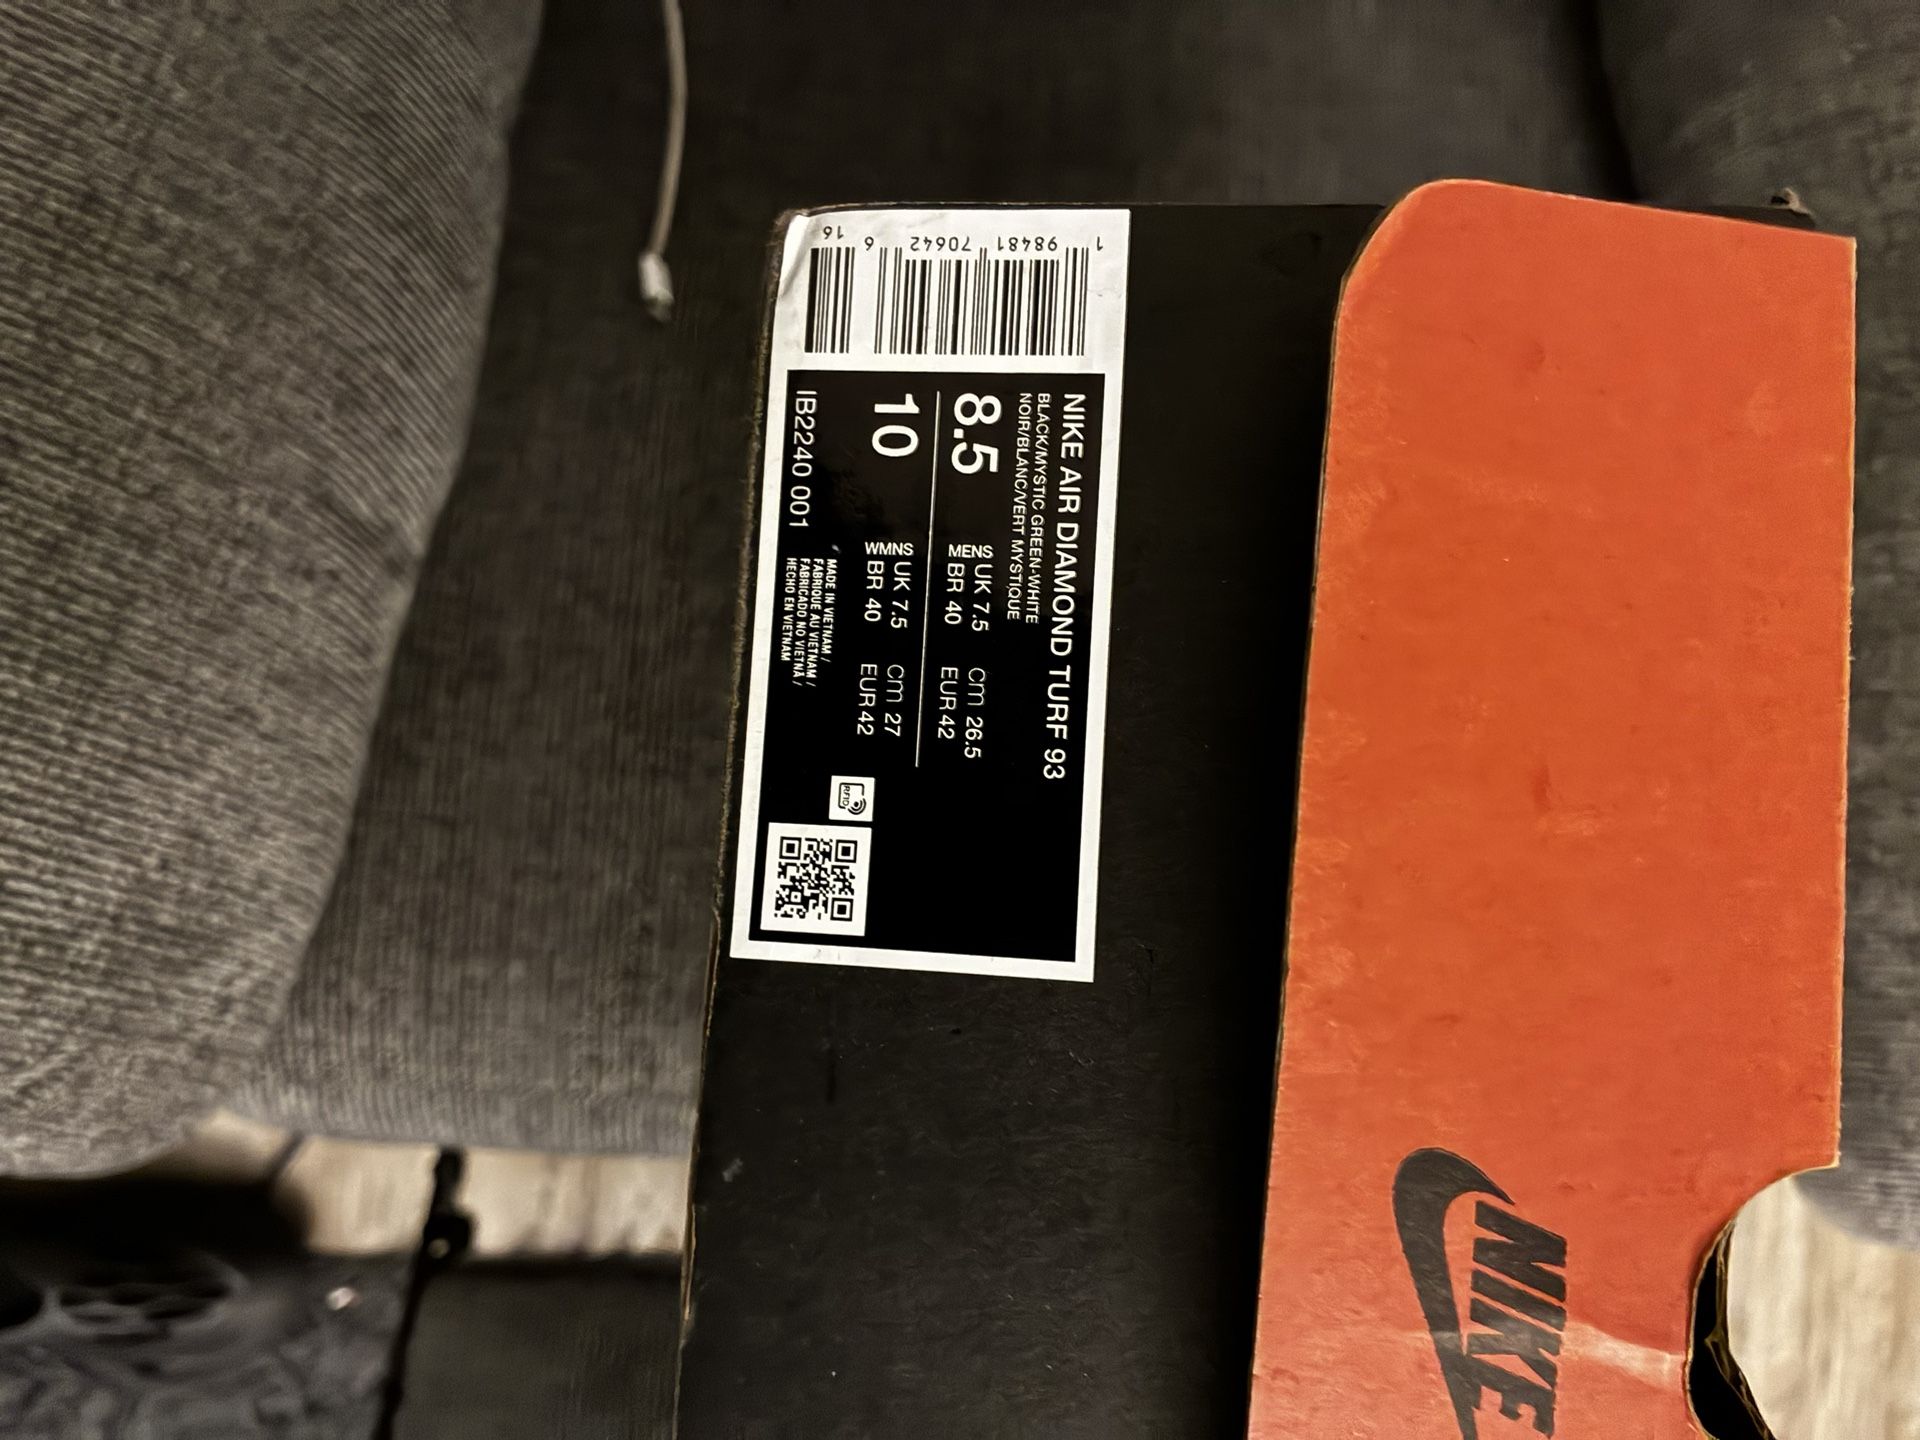 1 98481 70642 6 16
NIKE AIR DIAMOND TURF 93
BLACK/MYSTIC GREEN-WHITE
NOIR/BLANC/VERT MYSTIQUE
8.5 MENS UK 7.5 cm 26.5
BR 40 EUR 42
10 WMNS UK 7.5 cm 27
BR 40 EUR 42
IB2240 001
MADE IN VIETNAM /
FABRIQUE AU VIETNAM /
FABRICADO NO VIETNÃ /
HECHO EN VIETNAM
RFID
NIKE